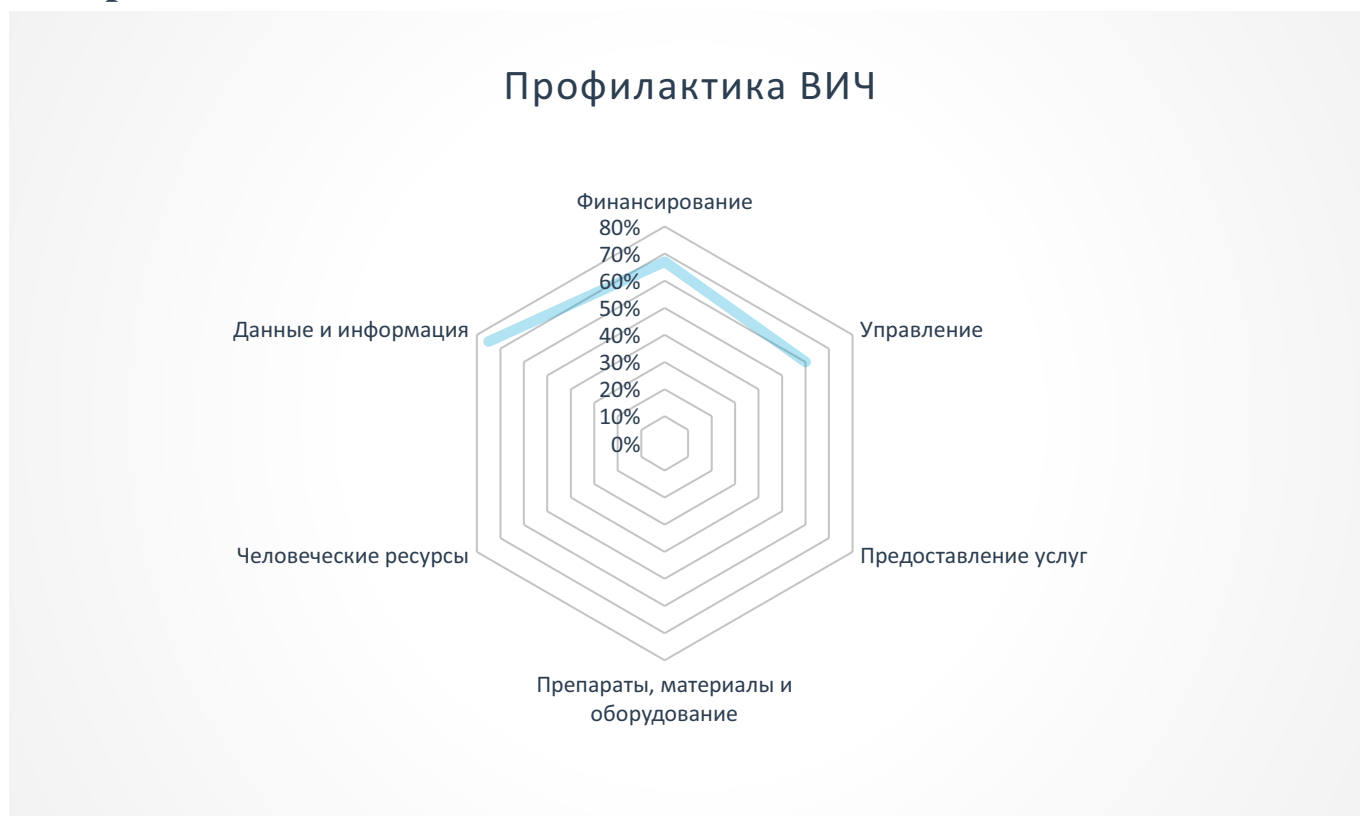 Профилактика ВИЧ
Финансирование
80%
70%
60%
50%
40%
30%
20%
10%
0%
Управление
Предоставление услуг
Препараты, материалы и
оборудование
Человеческие ресурсы
Данные и информация